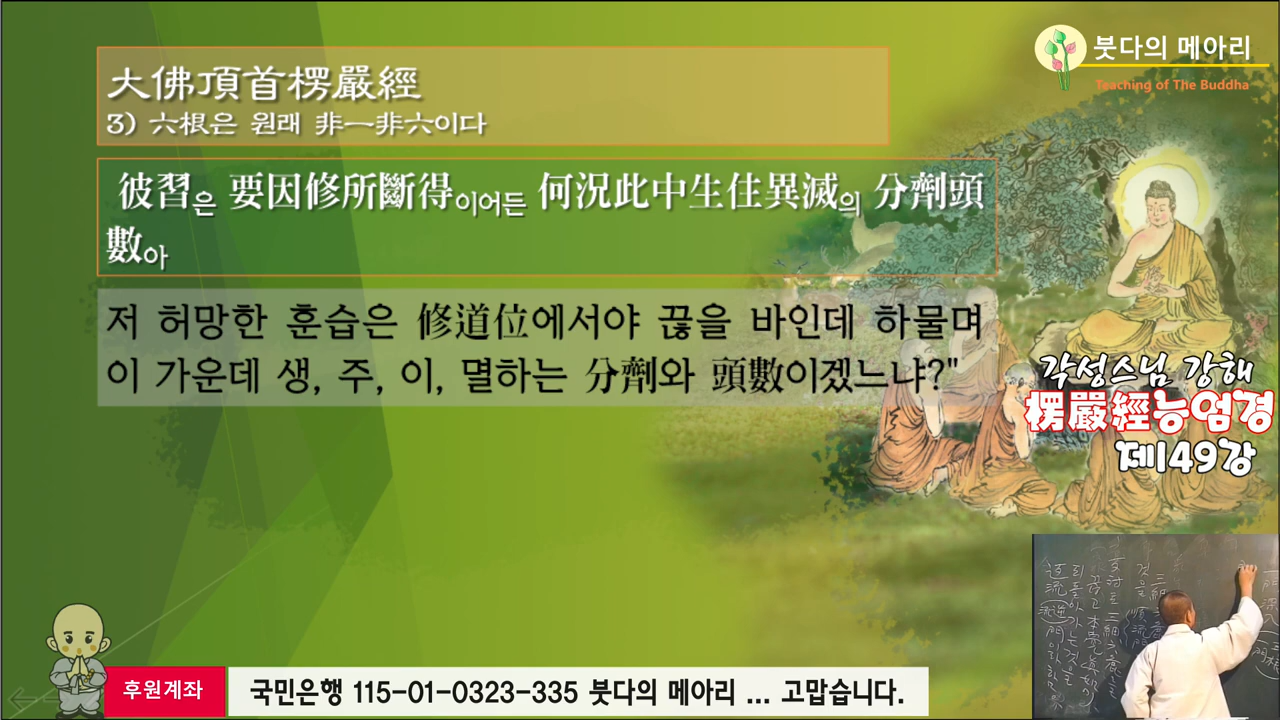 大佛頂首楞嚴經
3) 六根은 원래 非一非六이다
彼習은 要因修所斷得이어든 何況此中生住異滅의 分劑頭
數아
저 허망한 훈습은 修道位에서야 끊을 바인데 하물며
이 가운데 생, 주, 이, 멸하는 分劑와 頭數이겠느냐?"
붓다의 메아리
Teaching of The Buddha
각성스님 강해
楞嚴經능엄경
제149강
후원계좌
국민은행 115-01-0323-335 붓다의 메아리 ... 고맙습니다.